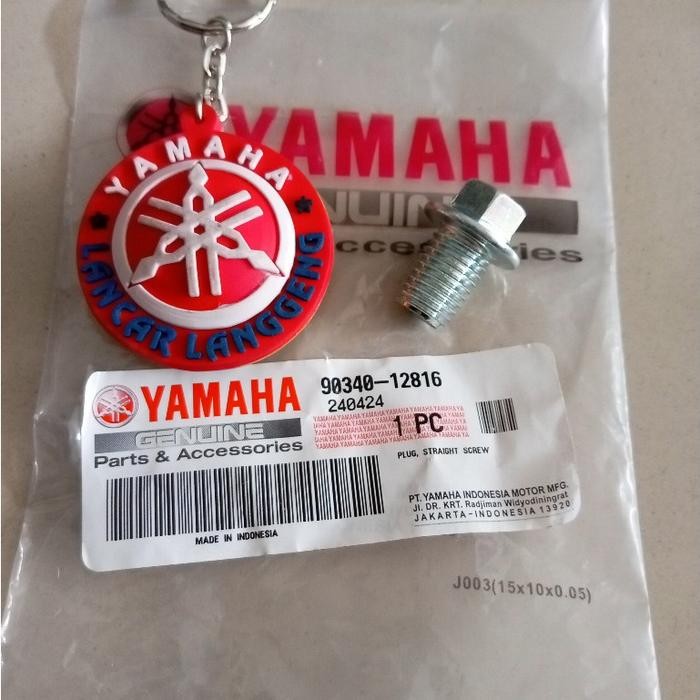 YAMAHA
LANCAR LANGGENG
YAMAHA
GENUINE
Accessories
YAMAHA
GENUINE
Parts & Accessories
90340-12816
240424
1 PC
PLUG, STRAIGHT SCREW
MADE IN INDONESIA
PT. YAMAHA INDONESIA MOTOR MFG.
Jl. DR. KRT. Radjiman Widyodiningrat
JAKARTA-INDONESIA 13920
J003(15x10x0.05)